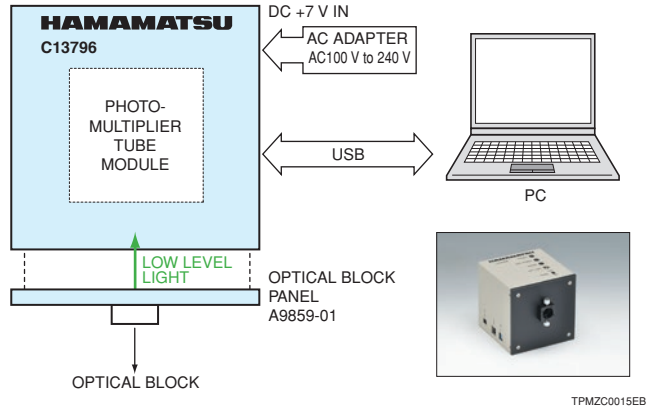 HAMAMATSU
C13796
DC +7 V IN
AC ADAPTER
AC100 V to 240 V
PHOTO-
MULTIPLIER
TUBE
MODULE
USB
PC
LOW LEVEL
LIGHT
OPTICAL BLOCK
PANEL
A9859-01
OPTICAL BLOCK
HAMAMATSU
TPMZC0015EB